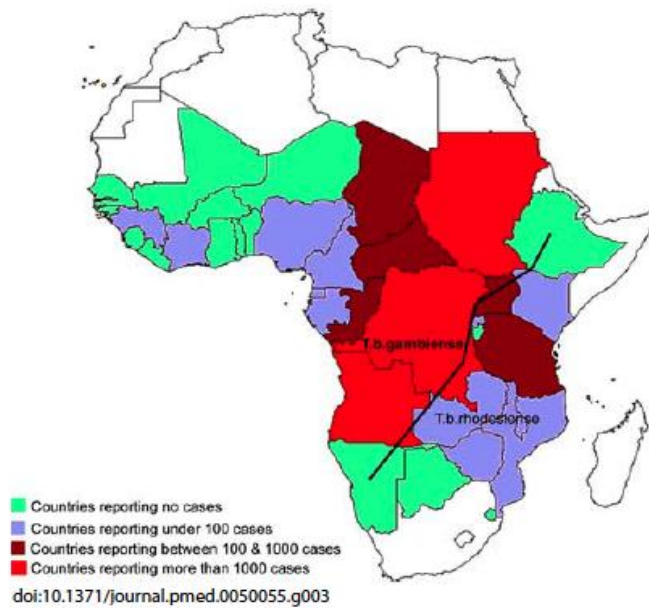 T.b.gambiense
T.b.rhodesiense
Countries reporting no cases
Countries reporting under 100 cases
Countries reporting between 100 & 1000 cases
Countries reporting more than 1000 cases
doi:10.1371/journal.pmed.0050055.g003